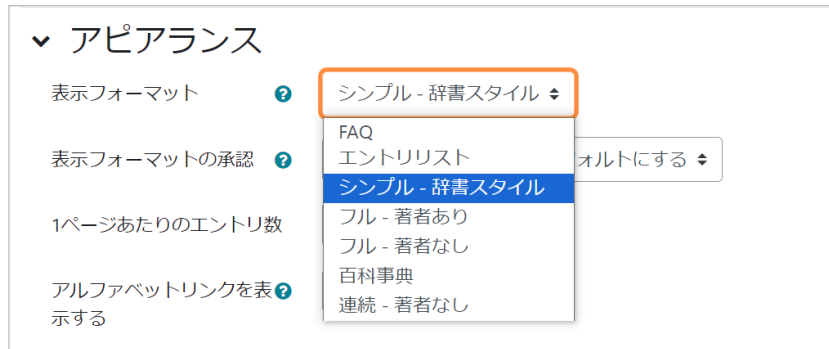 アピアランス
表示フォーマット
シンプル - 辞書スタイル
FAQ
エントリリスト
シンプル - 辞書スタイル
フル - 著者あり
フル - 著者なし
百科事典
連続 - 著者なし
表示フォーマットの承認
ォルトにする
1ページあたりのエントリ数
アルファベットリンクを表
示する